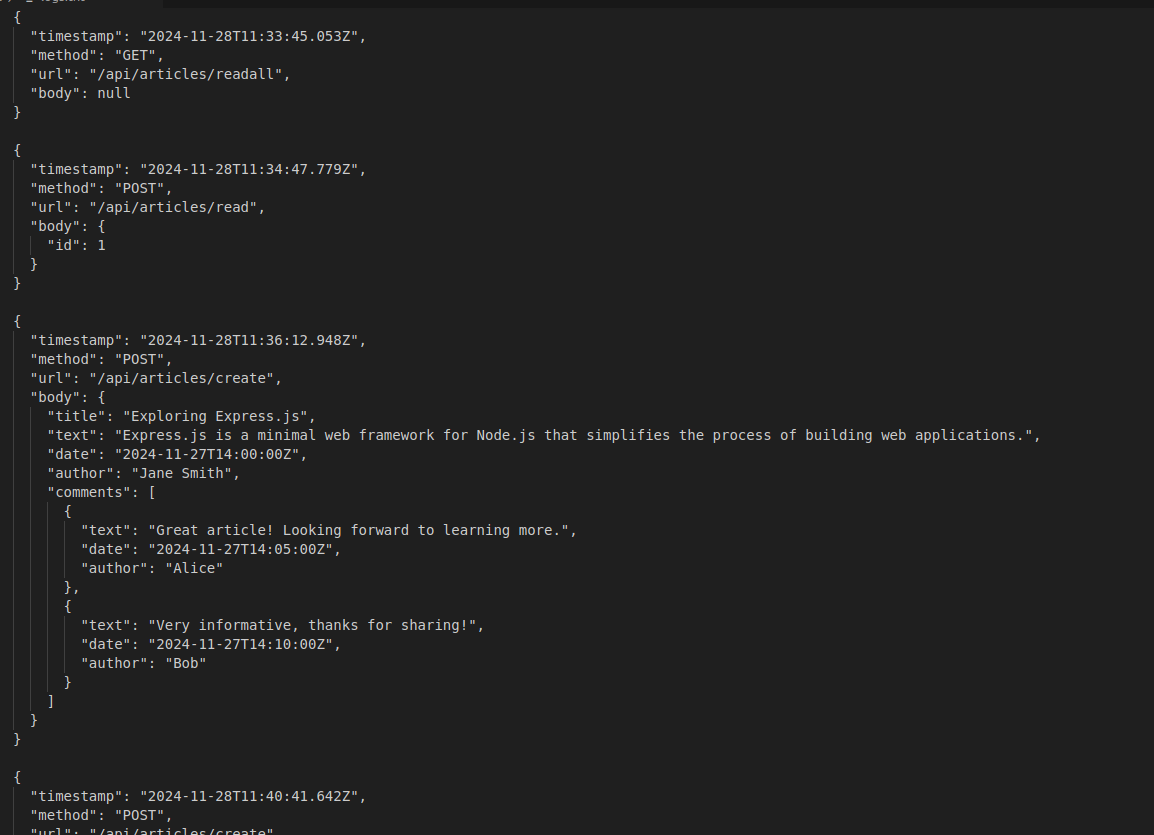 {
  "timestamp": "2024-11-28T11:33:45.053Z",
  "method": "GET",
  "url": "/api/articles/readall",
  "body": null
}

{
  "timestamp": "2024-11-28T11:34:47.779Z",
  "method": "POST",
  "url": "/api/articles/read",
  "body": {
    "id": 1
  }
}

{
  "timestamp": "2024-11-28T11:36:12.948Z",
  "method": "POST",
  "url": "/api/articles/create",
  "body": {
    "title": "Exploring Express.js",
    "text": "Express.js is a minimal web framework for Node.js that simplifies the process of building web applications.",
    "date": "2024-11-27T14:00:00Z",
    "author": "Jane Smith",
    "comments": [
      {
        "text": "Great article! Looking forward to learning more.",
        "date": "2024-11-27T14:05:00Z",
        "author": "Alice"
      },
      {
        "text": "Very informative, thanks for sharing!",
        "date": "2024-11-27T14:10:00Z",
        "author": "Bob"
      }
    ]
  }
}

{
  "timestamp": "2024-11-28T11:40:41.642Z",
  "method": "POST",
  "url": "/api/articles/create"